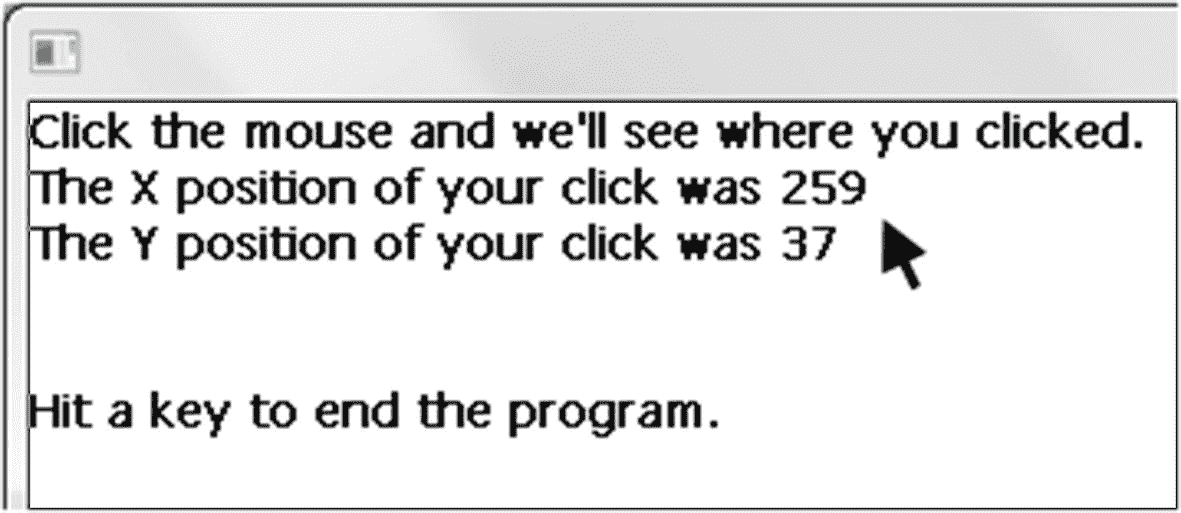 Click the mouse and we'll see where you clicked.
The X position of your click was 259
The Y position of your click was 37
Hit a key to end the program.